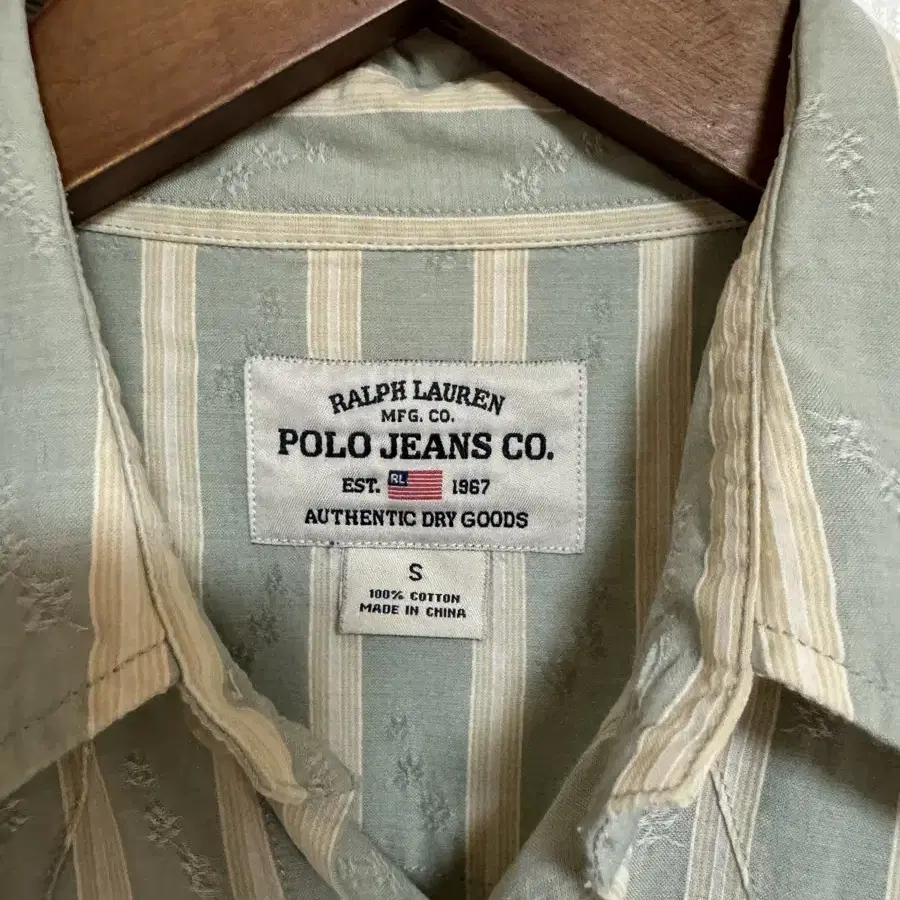 RALPH LAUREN
MFG. CO.
POLO JEANS CO.
EST. RL 1967
AUTHENTIC DRY GOODS
S
100% COTTON
MADE IN CHINA